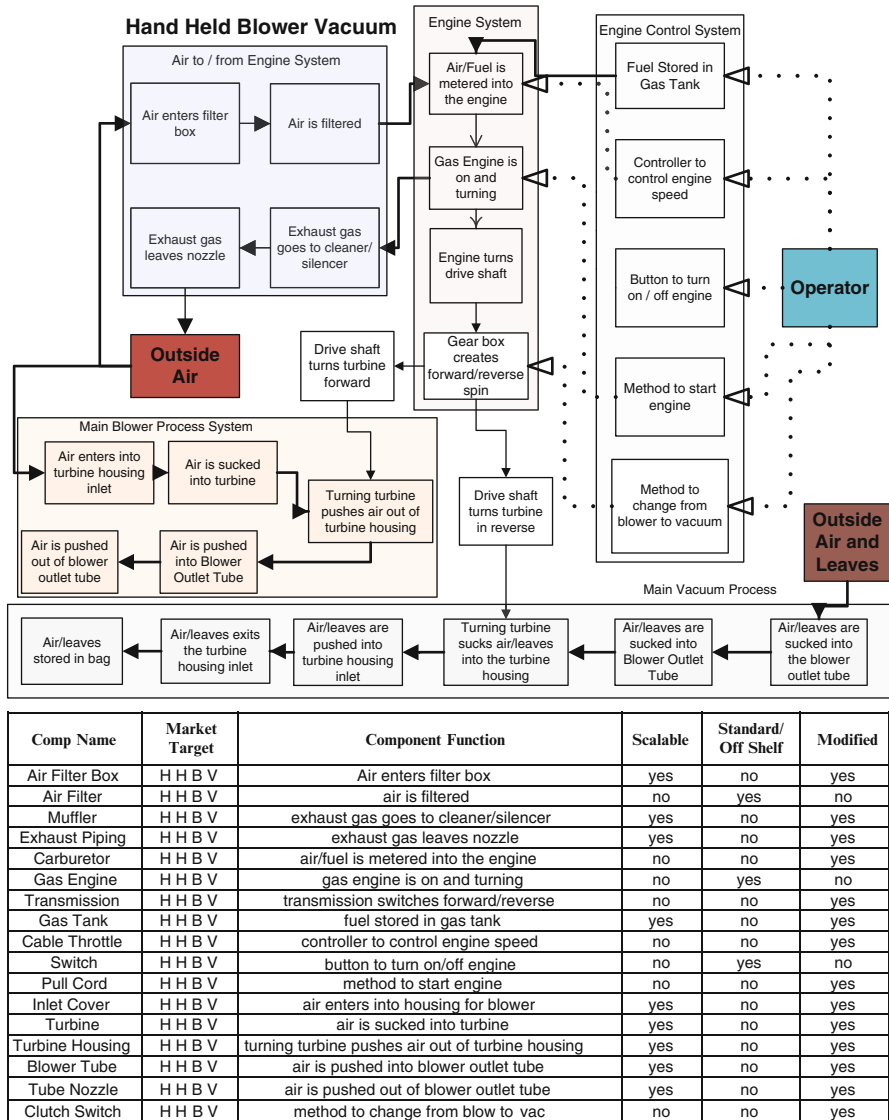 Hand Held Blower Vacuum
Air to / from Engine System
Air enters filter
box
Air is filtered
Exhaust gas
leaves nozzle
Exhaust gas
goes to cleaner/
silencer
Engine System
Air/Fuel is
metered into
the engine
Gas Engine is
on and
turning
Engine turns
drive shaft
Gear box
creates
forward/reverse
spin
Engine Control System
Fuel Stored in
Gas Tank
Controller to
control engine
speed
Button to turn
on / off engine
Method to start
engine
Method to
change from
blower to vacuum
Operator
Outside
Air
Drive shaft
turns turbine
forward
Main Blower Process System
Air enters into
turbine housing
inlet
Air is sucked
into turbine
Turning turbine
pushes air out of
turbine housing
Air is pushed
out of blower
outlet tube
Air is pushed
into Blower
Outlet Tube
Drive shaft
turns turbine
in reverse
Outside
Air and
Leaves
Main Vacuum Process
Air/leaves
stored in bag
Air/leaves exits
the turbine
housing inlet
Air/leaves are
pushed into
turbine housing
inlet
Turning turbine
sucks air/leaves
into the turbine
housing
Air/leaves are
sucked into
Blower Outlet
Tube
Air/leaves are
sucked into
the blower
outlet tube
Comp Name Market Target Component Function Scalable Standard/ Off Shelf Modified
Air Filter Box H H B V Air enters filter box yes no yes
Air Filter H H B V air is filtered no yes no
Muffler H H B V exhaust gas goes to cleaner/silencer yes no yes
Exhaust Piping H H B V exhaust gas leaves nozzle yes no yes
Carburetor H H B V air/fuel is metered into the engine no no yes
Gas Engine H H B V gas engine is on and turning no yes no
Transmission H H B V transmission switches forward/reverse no no yes
Gas Tank H H B V fuel stored in gas tank yes no yes
Cable Throttle H H B V controller to control engine speed no no yes
Switch H H B V button to turn on/off engine no yes no
Pull Cord H H B V method to start engine no no yes
Inlet Cover H H B V air enters into housing for blower yes no yes
Turbine H H B V air is sucked into turbine yes no yes
Turbine Housing H H B V turning turbine pushes air out of turbine housing yes no yes
Blower Tube H H B V air is pushed into blower outlet tube yes no yes
Tube Nozzle H H B V air is pushed out of blower outlet tube yes no yes
Clutch Switch H H B V method to change from blow to vac no no yes